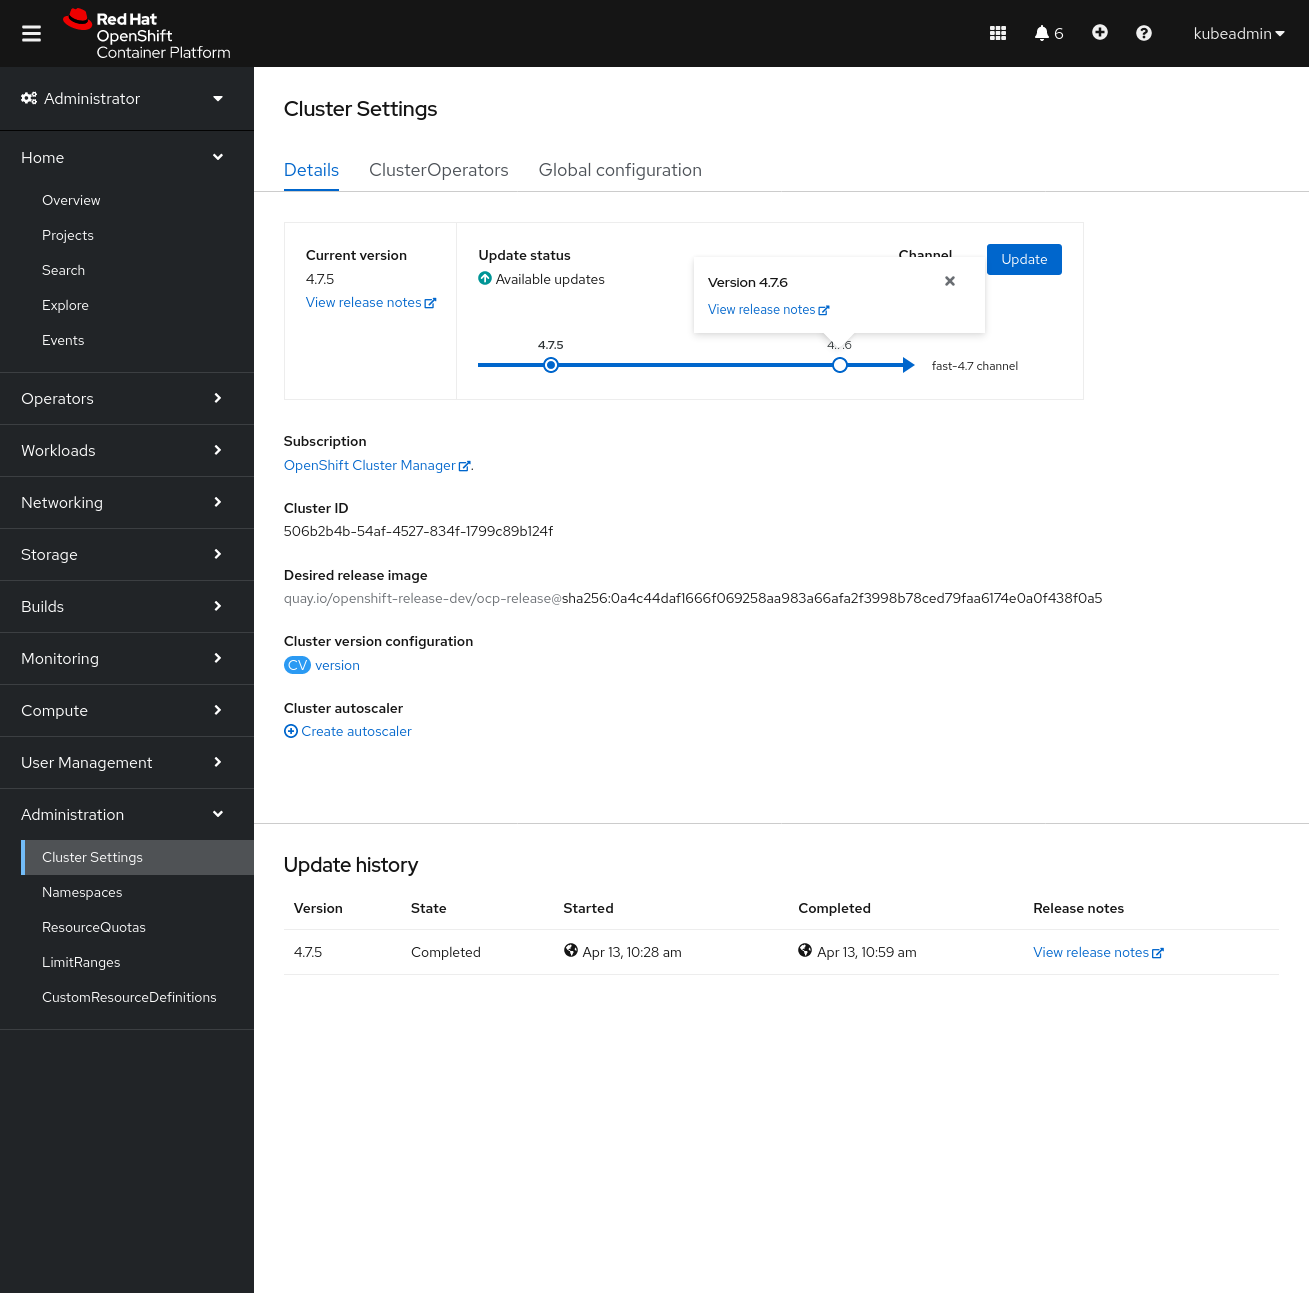 Red Hat
OpenShift
Container Platform
6
kubeadmin
Administrator
Home
Overview
Projects
Search
Explore
Events
Operators
Workloads
Networking
Storage
Builds
Monitoring
Compute
User Management
Administration
Cluster Settings
Namespaces
ResourceQuotas
LimitRanges
CustomResourceDefinitions
Cluster Settings
Details ClusterOperators Global configuration
Current version
4.7.5
View release notes
Update status
Available updates
Channel
Update
Version 4.7.6
View release notes
4.7.5
fast-4.7 channel
Subscription
OpenShift Cluster Manager.
Cluster ID
506b2b4b-54af-4527-834f-1799c89b124f
Desired release image
quay.io/openshift-release-dev/ocp-release@sha256:0a4c44daf1666f069258aa983a66afa2f3998b78ced79faa6174e0a0f438f0a5
Cluster version configuration
CV version
Cluster autoscaler
Create autoscaler
Update history
Version State Started Completed Release notes
4.7.5 Completed Apr 13, 10:28 am Apr 13, 10:59 am View release notes